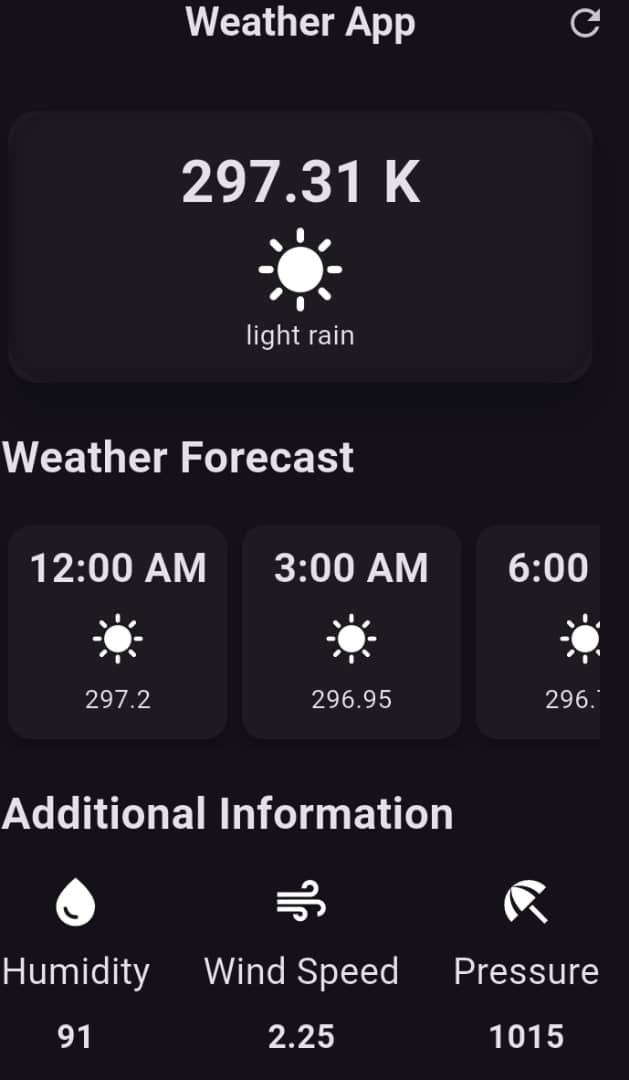 Weather App
297.31 K
light rain
Weather Forecast
12:00 AM 3:00 AM 6:00
297.2 296.95 296.
Additional Information
Humidity Wind Speed Pressure
91 2.25 1015